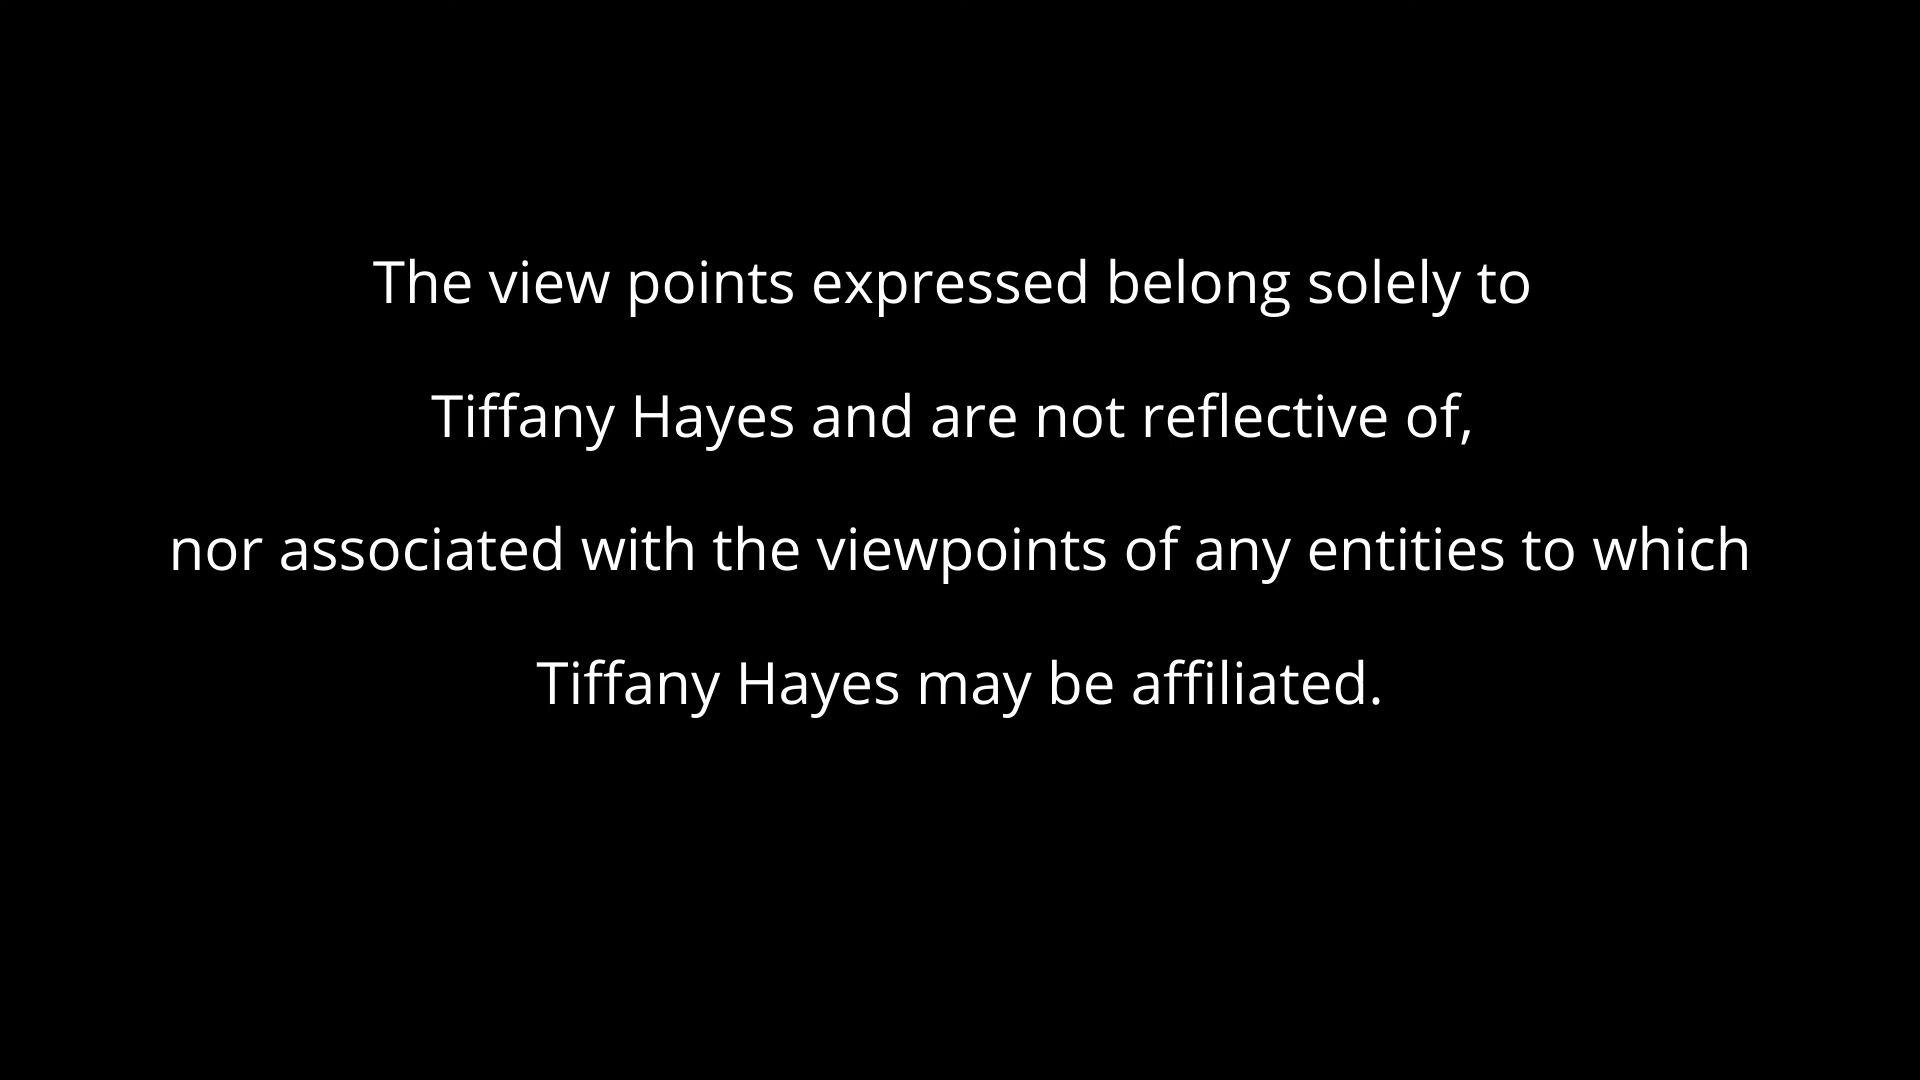 The view points expressed belong solely to
Tiffany Hayes and are not reflective of,
nor associated with the viewpoints of any entities to which
Tiffany Hayes may be affiliated.